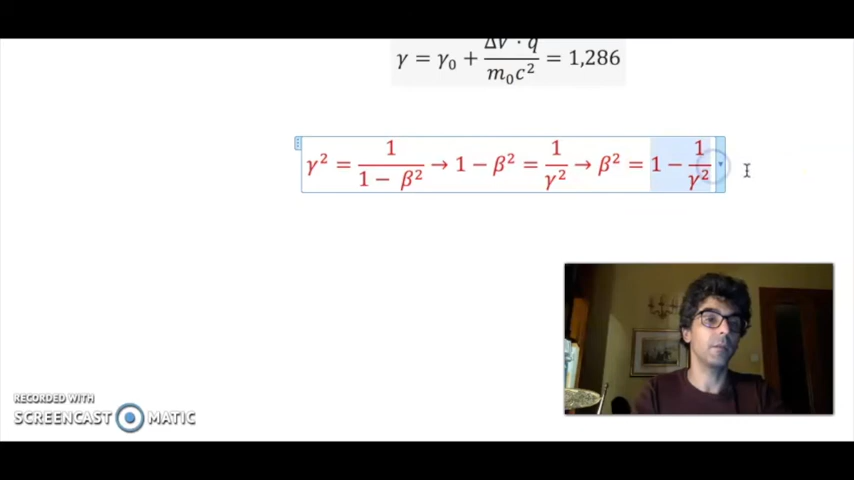 γ = γ₀ + ΔV · q / m₀c² = 1,286
γ² = 1 / 1 − β² → 1 − β² = 1 / γ² → β² = 1 − 1 / γ²
RECORDED WITH
SCREENCAST MATIC